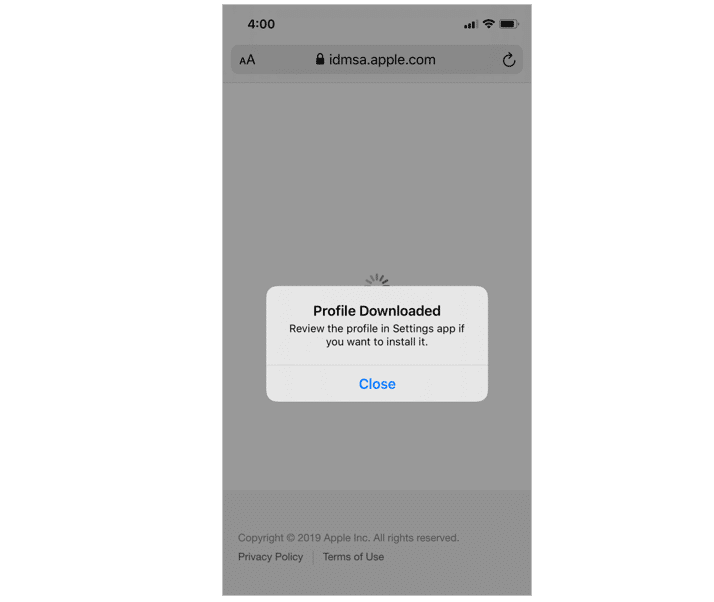 4:00
AA idmsa.apple.com
Profile Downloaded
Review the profile in Settings app if
you want to install it.
Close
Copyright © 2019 Apple Inc. All rights reserved.
Privacy Policy Terms of Use